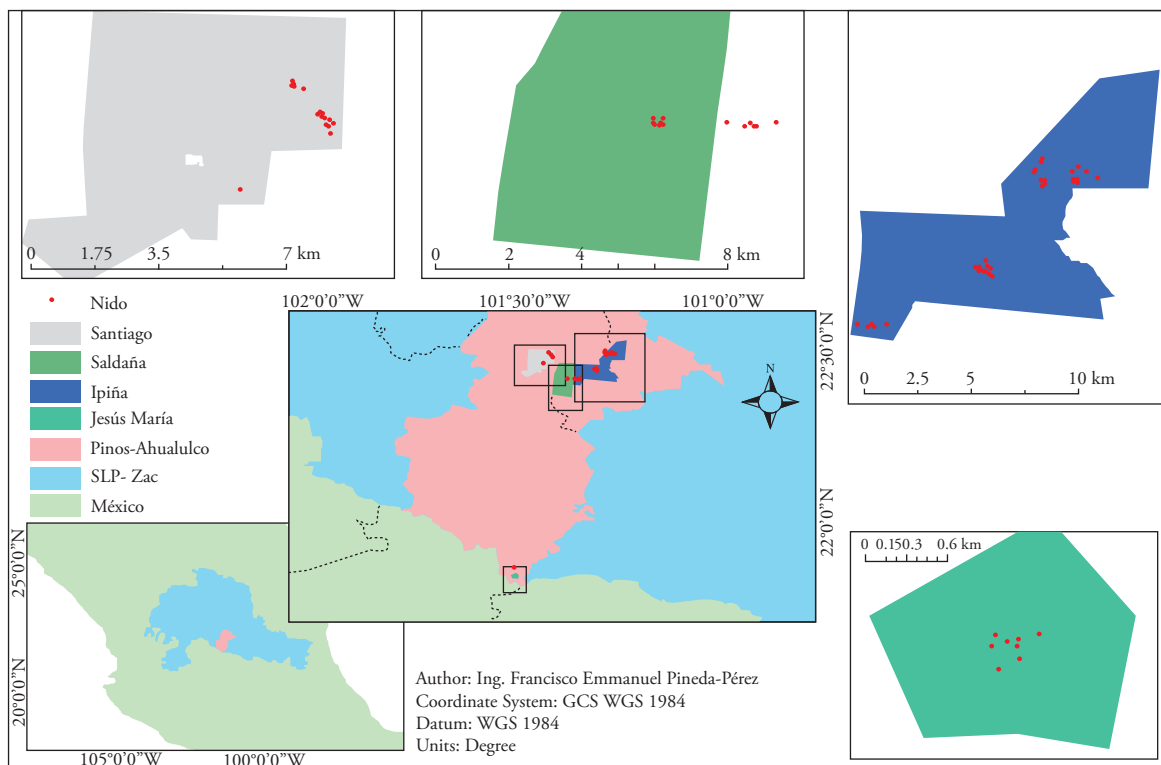 0 1.75 3.5 7 km
0 2 4 8 km
0 2.5 5 10 km
Nido
Santiago
Saldaña
Ipiña
Jesús María
Pinos-Ahualulco
SLP- Zac
México
102°0'0"W 101°30'0"W 101°0'0"W
22°30'0"N
22°0'0"N
N
25°0'0"N
20°0'0"N
105°0'0"W 100°0'0"W
0 0.150.3 0.6 km
Author: Ing. Francisco Emmanuel Pineda-Pérez
Coordinate System: GCS WGS 1984
Datum: WGS 1984
Units: Degree